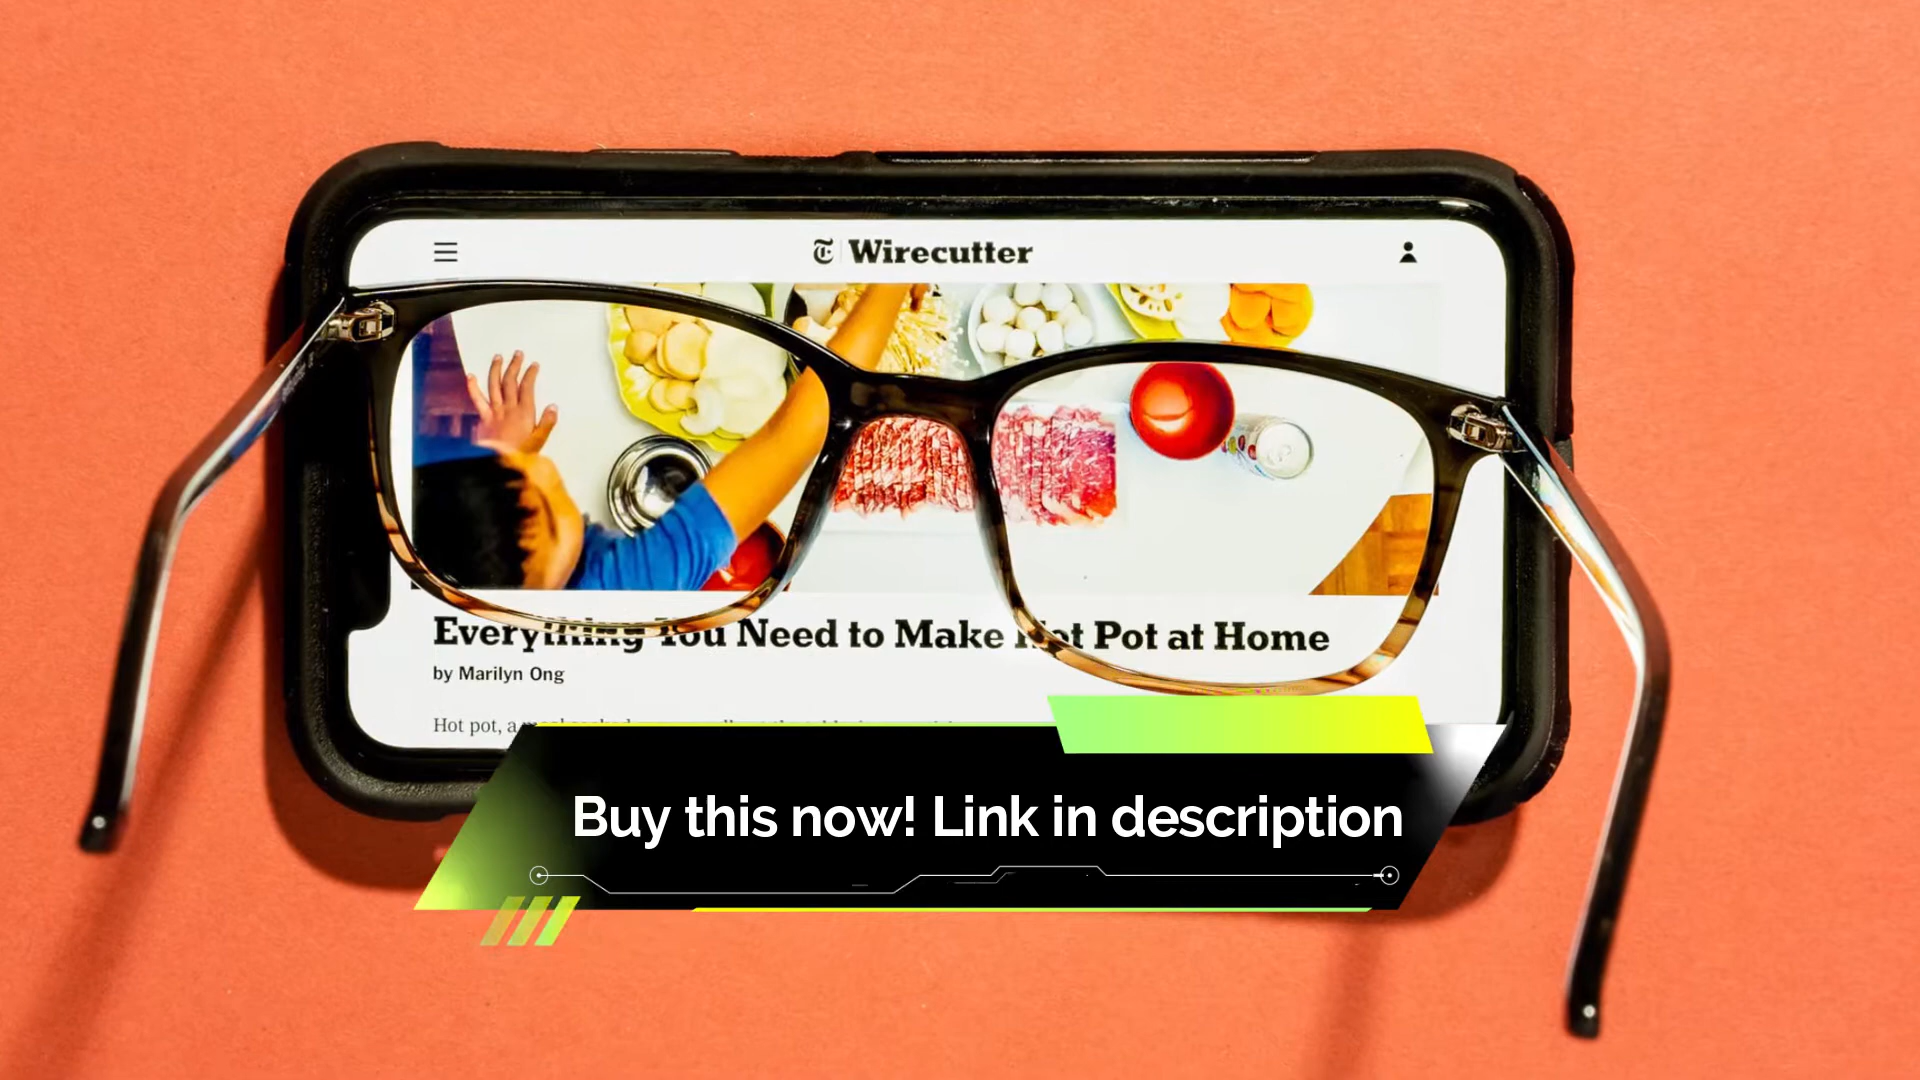 T Wirecutter
Everything You Need to Make Hot Pot at Home
by Marilyn Ong
Hot pot, a
Buy this now! Link in description